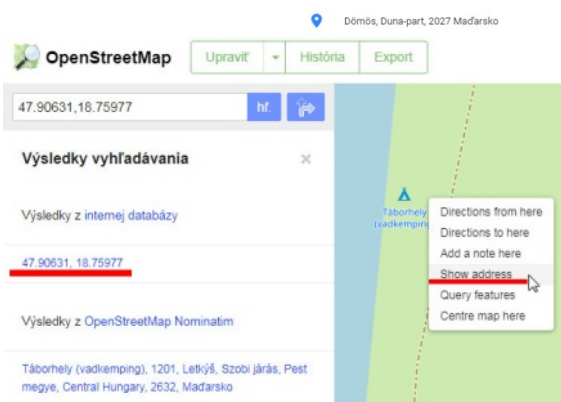 Dömös, Duna-part, 2027 Maďarsko
OpenStreetMap
Upraviť
História
Export
47.90631,18.75977
hľ.
Výsledky vyhľadávania
×
Výsledky z internej databázy
47.90631, 18.75977
Výsledky z OpenStreetMap Nominatim
Táborhely (vadkemping), 1201, Letkýš, Szobi járás, Pest
megye, Central Hungary, 2632, Maďarsko
Táborhely
(vadkemping
Directions from here
Directions to here
Add a note here
Show address
Query features
Centre map here